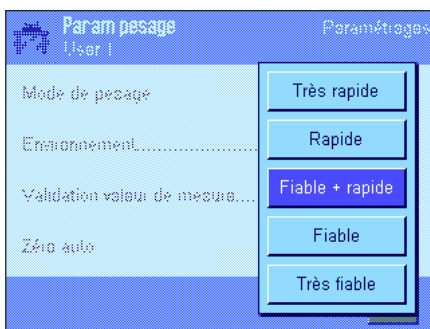 Param pesage
Paramétrages
User 1
Mode de pesage
Très rapide
Environnement....................
Rapide
Validation valeur de mesure....
Fiable + rapide
Zéro auto
Fiable
Très fiable